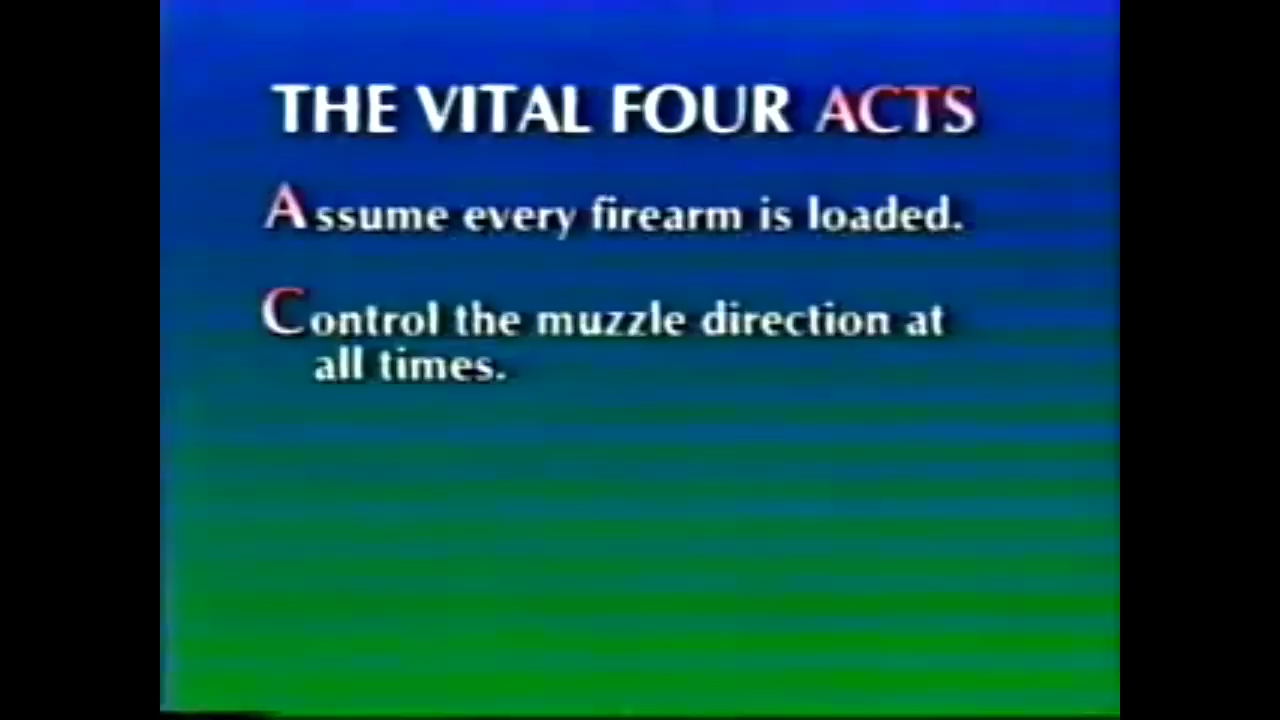 THE VITAL FOUR ACTS
Assume every firearm is loaded.
Control the muzzle direction at
all times.